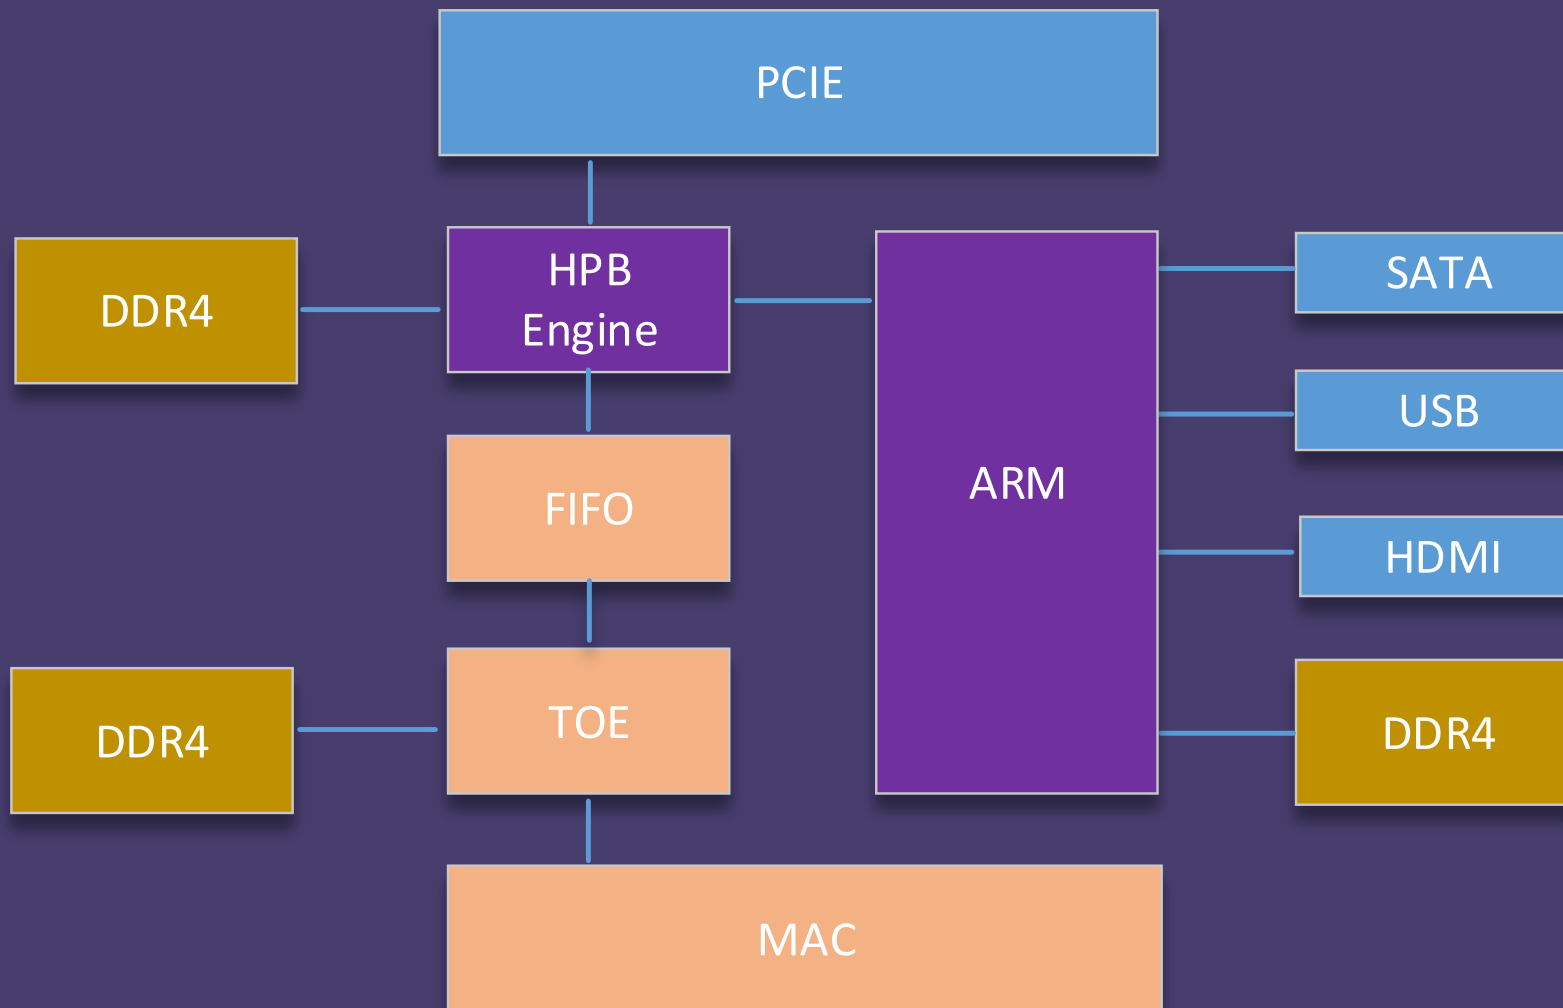 PCIE
DDR4
HPB
Engine
SATA
USB
FIFO
ARM
HDMI
DDR4
TOE
DDR4
MAC